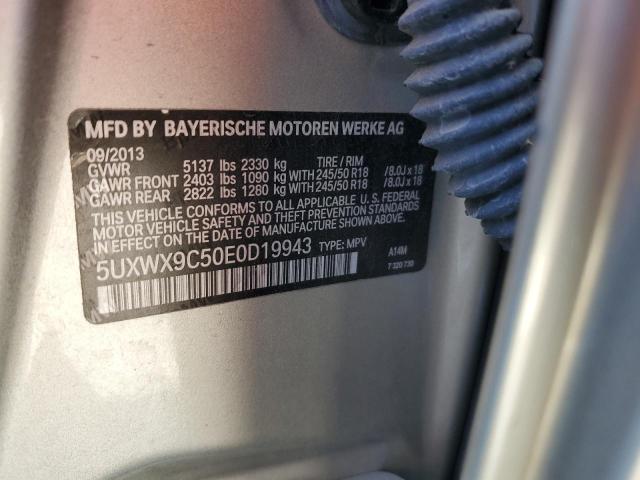 MFD BY BAYERISCHE MOTOREN WERKE AG
09/2013
GVWR 5137 lbs 2330 kg TIRE / RIM
GAWR FRONT 2403 lbs 1090 kg WITH 245/50 R18 /8.0J x 18
GAWR REAR 2822 lbs 1280 kg WITH 245/50 R18 /8.0J x 18
THIS VEHICLE CONFORMS TO ALL APPLICABLE U.S. FEDERAL
MOTOR VEHICLE SAFETY AND THEFT PREVENTION STANDARDS
IN EFFECT ON THE DATE OF MANUFACTURE SHOWN ABOVE.
5UXWX9C50E0D19943 TYPE: MPV
A14M
7 320 730